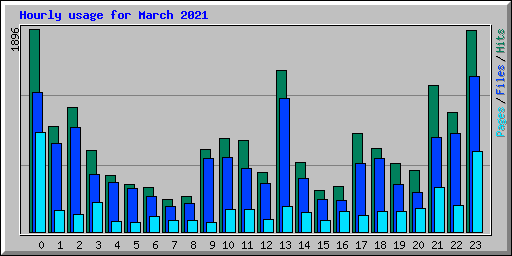 Hourly usage for March 2021
1896
Pages / Files / Hits
0 1 2 3 4 5 6 7 8 9 10 11 12 13 14 15 16 17 18 19 20 21 22 23